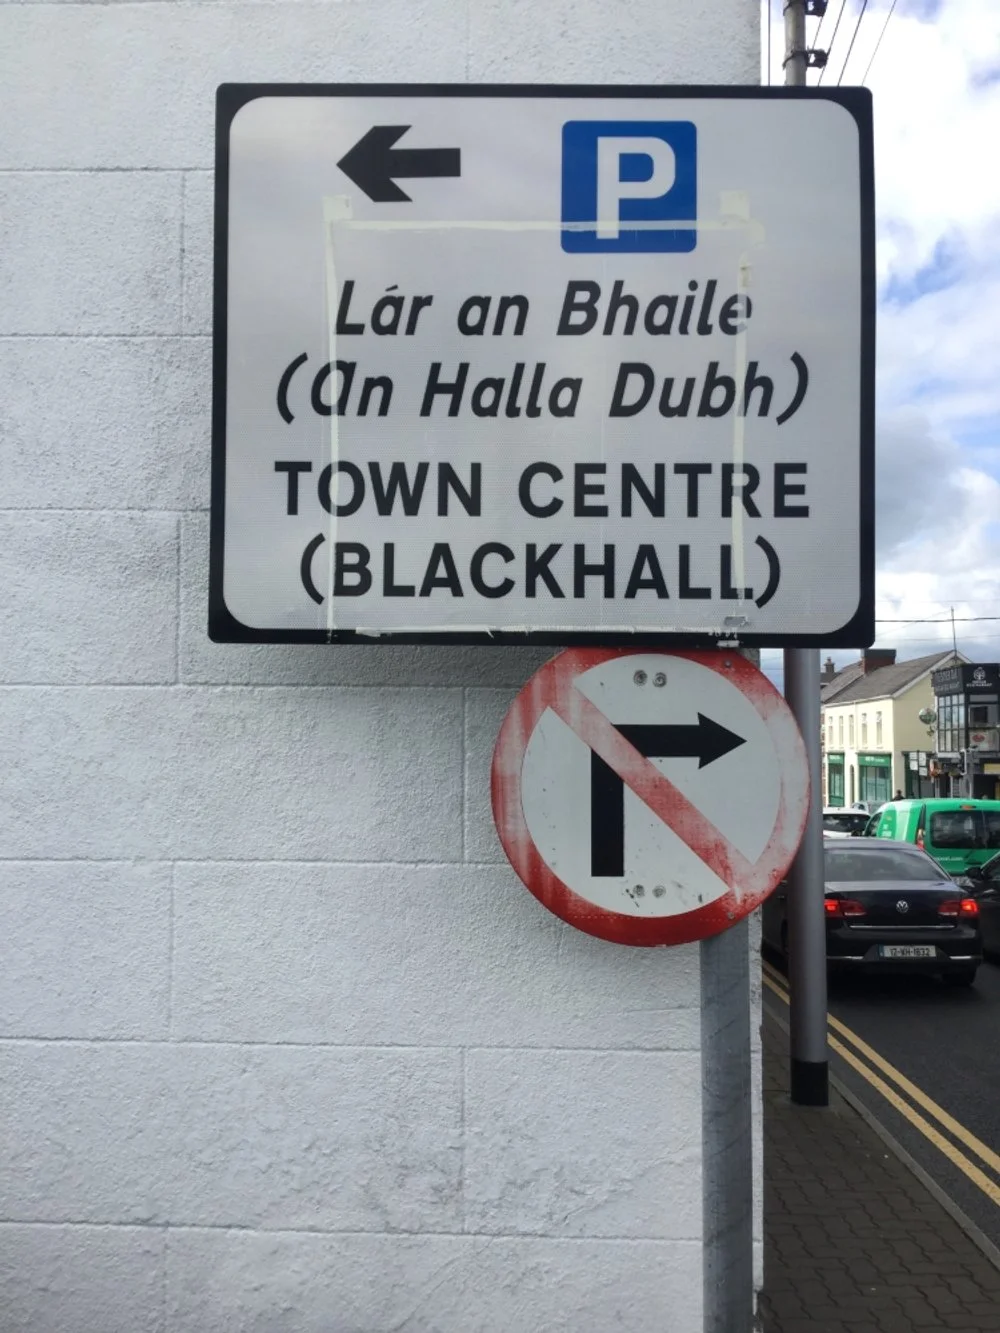 P
Lár an Bhaile
(An Halla Dubh)
TOWN CENTRE
(BLACKHALL)